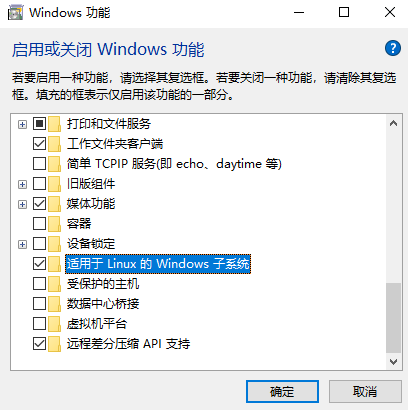 Windows 功能
启用或关闭 Windows 功能
若要启用一种功能，请选择其复选框。若要关闭一种功能，请清除其复选
框。填充的框表示仅启用该功能的一部分。
打印和文件服务
工作文件夹客户端
简单 TCPIP 服务(即 echo、daytime 等)
旧版组件
媒体功能
容器
设备锁定
适用于 Linux 的 Windows 子系统
受保护的主机
数据中心桥接
虚拟机平台
远程差分压缩 API 支持
确定
取消